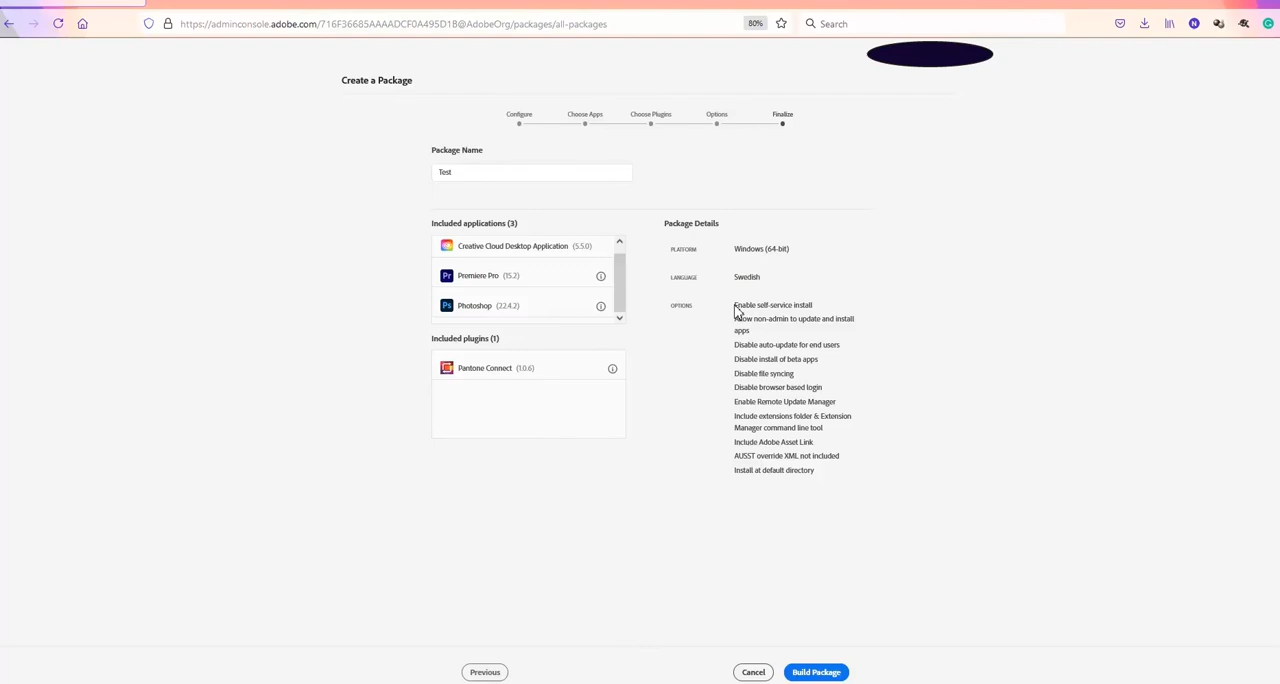 https://adminconsole.adobe.com/716F36685AAAADCF0A495D18@AdobeOrg/packages/all-packages
80%
Search
Create a Package
Configure
Choose Apps
Choose Plugins
Options
Finalize
Package Name
Test
Included applications (3)
Creative Cloud Desktop Application (5.5.0)
Pr Premiere Pro (15.2)
Ps Photoshop (22.4.2)
Included plugins (1)
Pantone Connect (1.0.6)
Package Details
PLATFORM Windows (64-bit)
LANGUAGE Swedish
OPTIONS Enable self-service install
Allow non-admin to update and install
apps
Disable auto-update for end users
Disable install of beta apps
Disable file syncing
Disable browser based login
Enable Remote Update Manager
Include extensions folder & Extension
Manager command line tool
Include Adobe Asset Link
AUSST override XML not included
Install at default directory
Previous
Cancel
Build Package